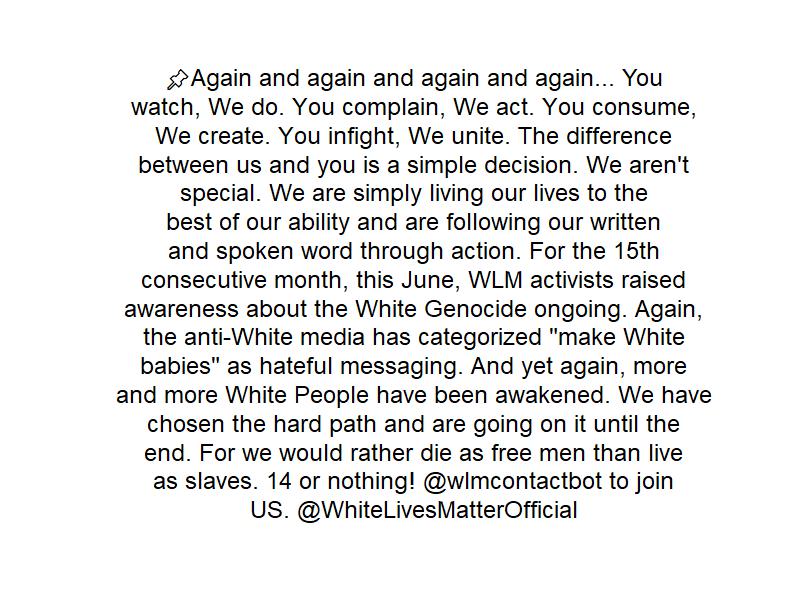 📌Again and again and again and again... You
watch, We do. You complain, We act. You consume,
We create. You infight, We unite. The difference
between us and you is a simple decision. We aren't
special. We are simply living our lives to the
best of our ability and are following our written
and spoken word through action. For the 15th
consecutive month, this June, WLM activists raised
awareness about the White Genocide ongoing. Again,
the anti-White media has categorized "make White
babies" as hateful messaging. And yet again, more
and more White People have been awakened. We have
chosen the hard path and are going on it until the
end. For we would rather die as free men than live
as slaves. 14 or nothing! @wlmcontactbot to join
US. @WhiteLivesMatterOfficial